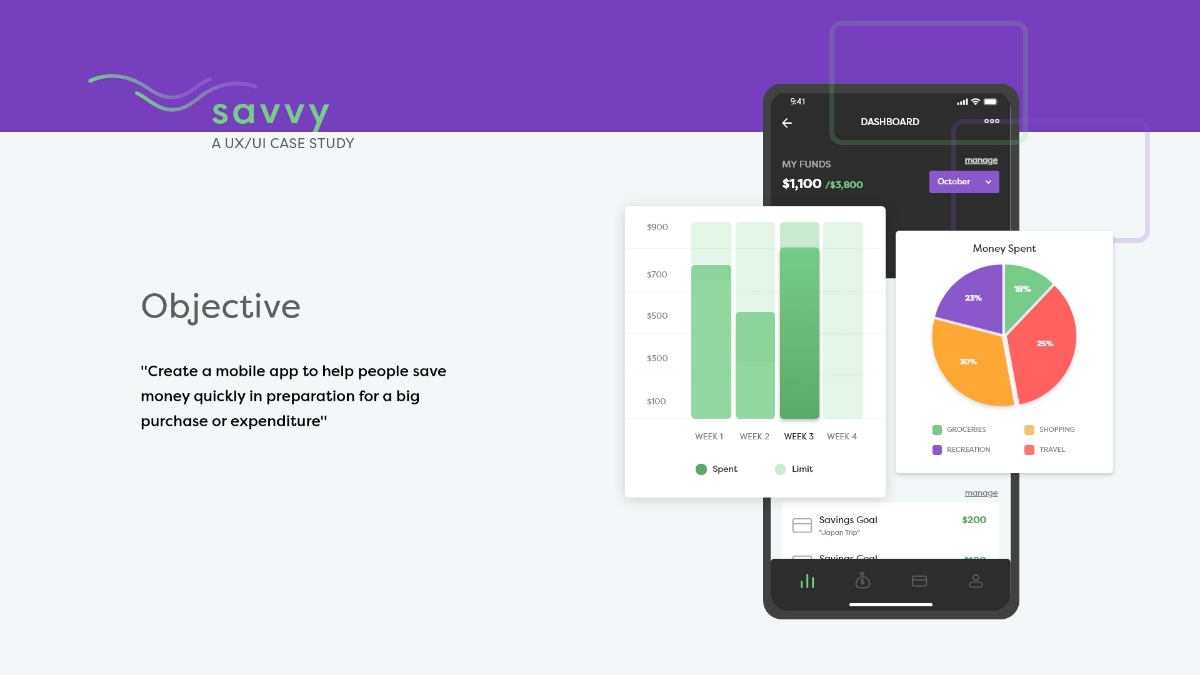 savvy
A UX/UI CASE STUDY
Objective
"Create a mobile app to help people save
money quickly in preparation for a big
purchase or expenditure"
9:41
DASHBOARD
MY FUNDS
manage
$1,100 /$3,800
October
$900
$700
$500
$300
$100
WEEK 1 WEEK 2 WEEK 3 WEEK 4
Spent Limit
Money Spent
18%
23%
25%
30%
GROCERIES SHOPPING
RECREATION TRAVEL
manage
Savings Goal $200
"Japan Trip"
Savings Goal